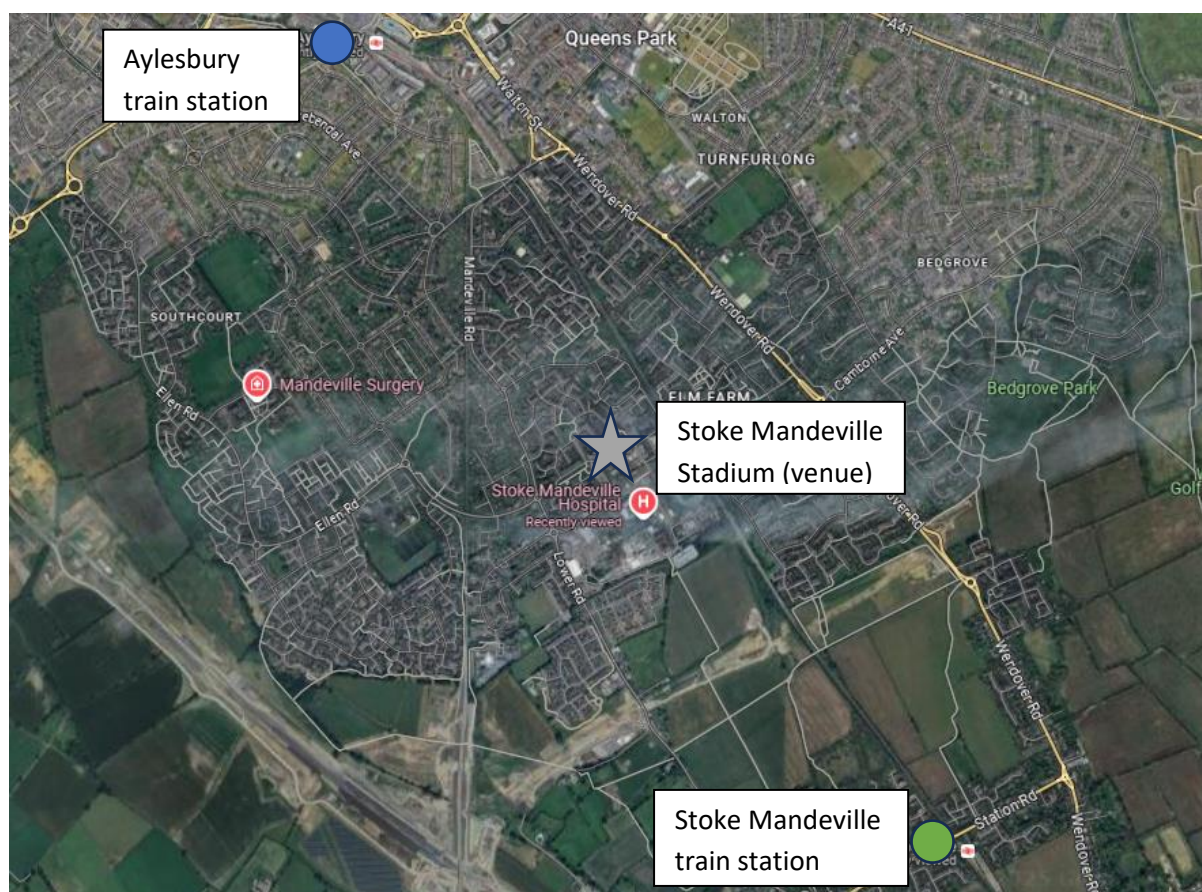 Aylesbury
train station
Queens Park
A41
Walton St
WALTON
TURNFURLONG
Wendover Rd
Mandeville Rd
BEDGROVE
SOUTHCOURT
Wendover Rd
Camborne Ave
Mandeville Surgery
Ellen Rd
Bedgrove Park
ELM FARM
Stoke Mandeville
Stadium (venue)
Stoke Mandeville
Hospital
Recently viewed
H
Golf
Ellen Rd
Lower Rd
Wendover Rd
Stoke Mandeville
train station
Station Rd